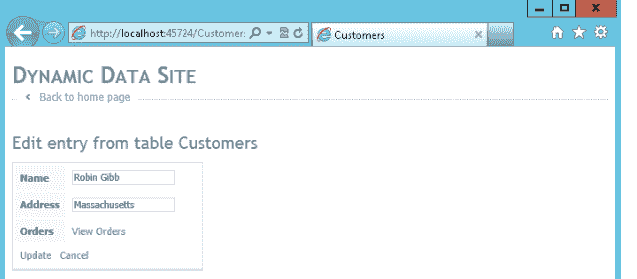 http://localhost:45724/Customer:
Customers
DYNAMIC DATA SITE
Back to home page
Edit entry from table Customers
Name Robin Gibb
Address Massachusetts
Orders View Orders
Update Cancel